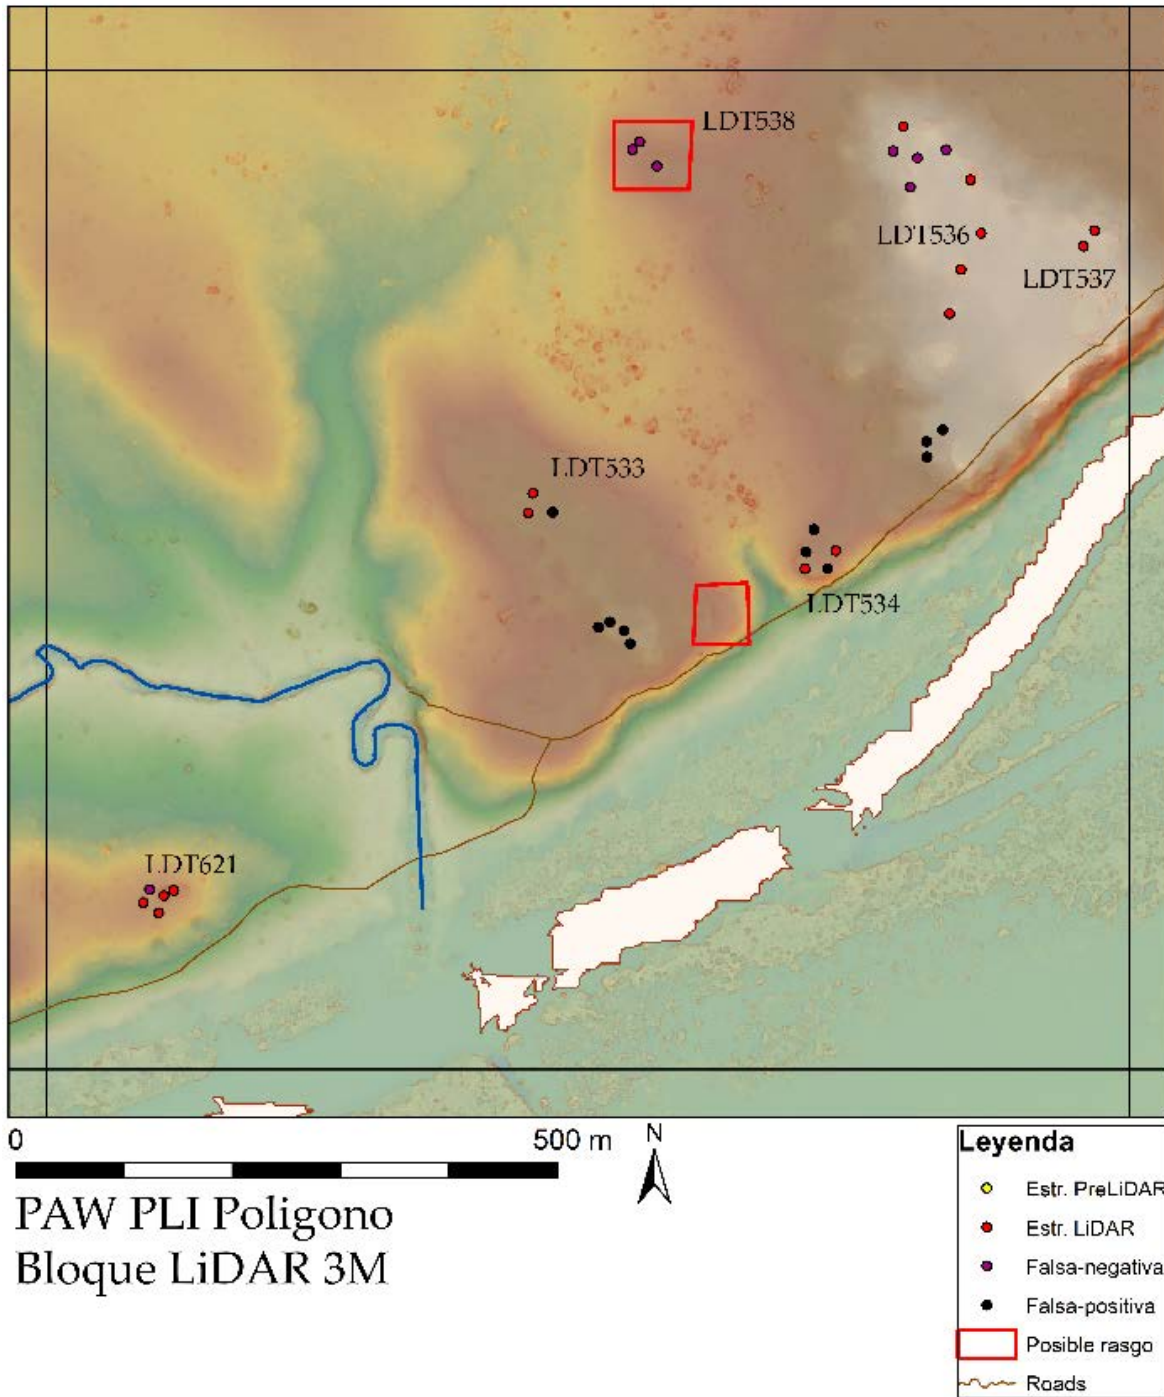 LDT538
LDT536
LDT537
LDT533
LDT534
LDT621
0 500 m N
PAW PLI Poligono
Bloque LiDAR 3M
Leyenda
Estr. PreLiDAR
Estr. LiDAR
Falsa-negativa
Falsa-positiva
Posible rasgo
Roads